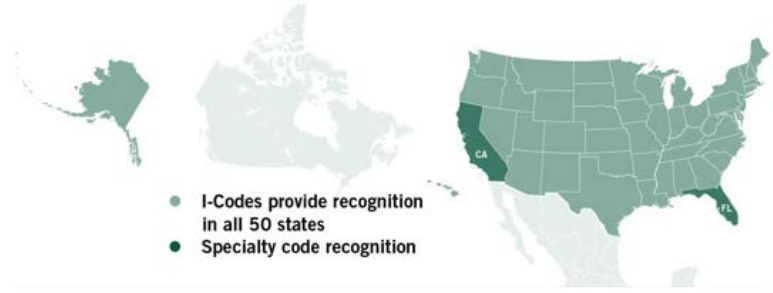 CA
FL
I-Codes provide recognition
in all 50 states
Specialty code recognition